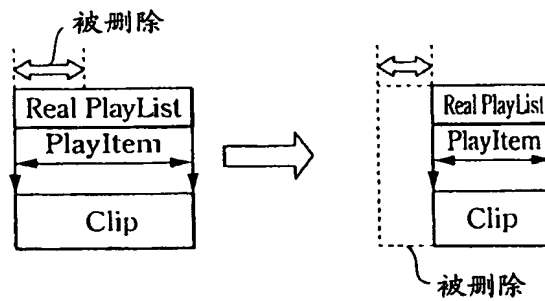 被删除
Real PlayList
PlayItem
Clip
Real PlayList
PlayItem
Clip
被删除